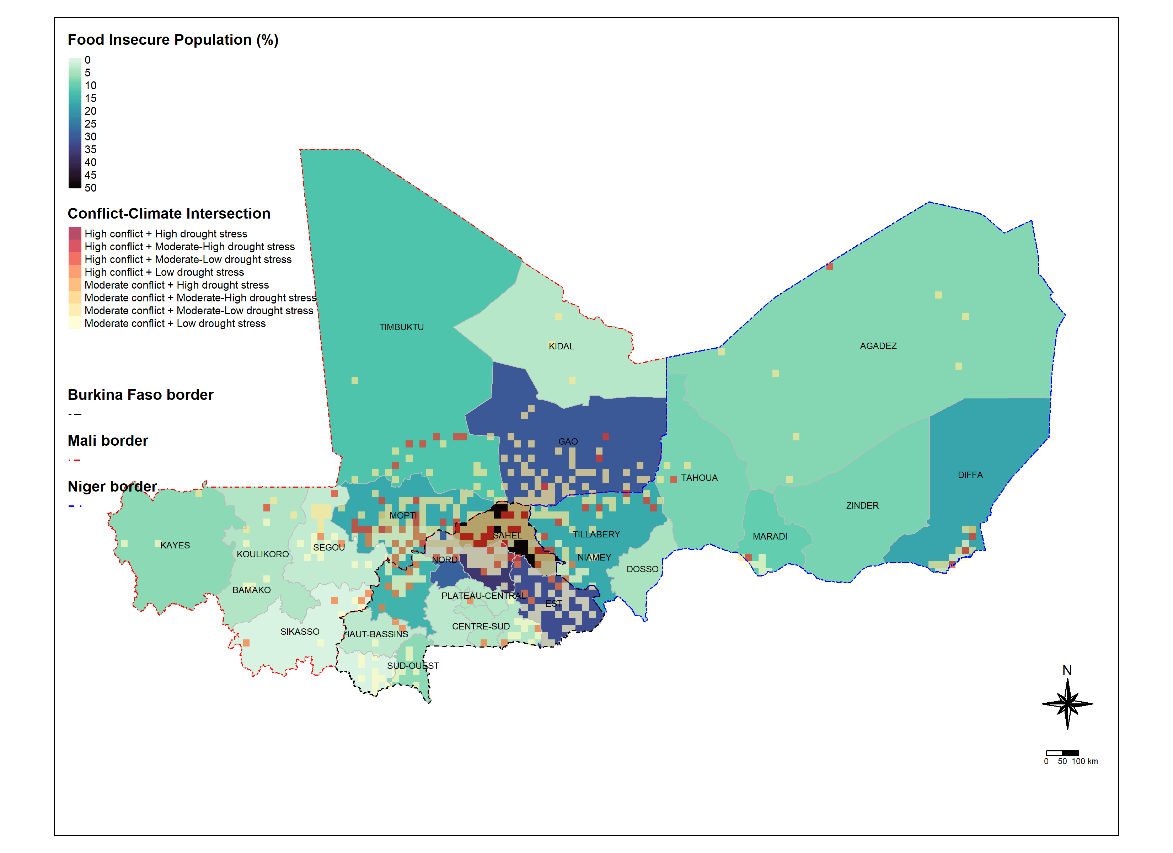 Food Insecure Population (%)
0
5
10
15
20
25
30
35
40
45
50
Conflict-Climate Intersection
High conflict + High drought stress
High conflict + Moderate-High drought stress
High conflict + Moderate-Low drought stress
High conflict + Low drought stress
Moderate conflict + High drought stress
Moderate conflict + Moderate-High drought stress
Moderate conflict + Moderate-Low drought stress
Moderate conflict + Low drought stress
Burkina Faso border
Mali border
Niger border
TIMBUKTU
KIDAL
AGADEZ
GAO
TAHOUA
DIFFA
ZINDER
MOPTI
SAHEL
TILLABERY
MARADI
KAYES
KOULIKORO
SEGOU
NORD
NIAMEY
DOSSO
BAMAKO
PLATEAU-CENTRAL
EST
SIKASSO
HAUT-BASSINS
CENTRE-SUD
SUD-OUEST
N
0 50 100 km